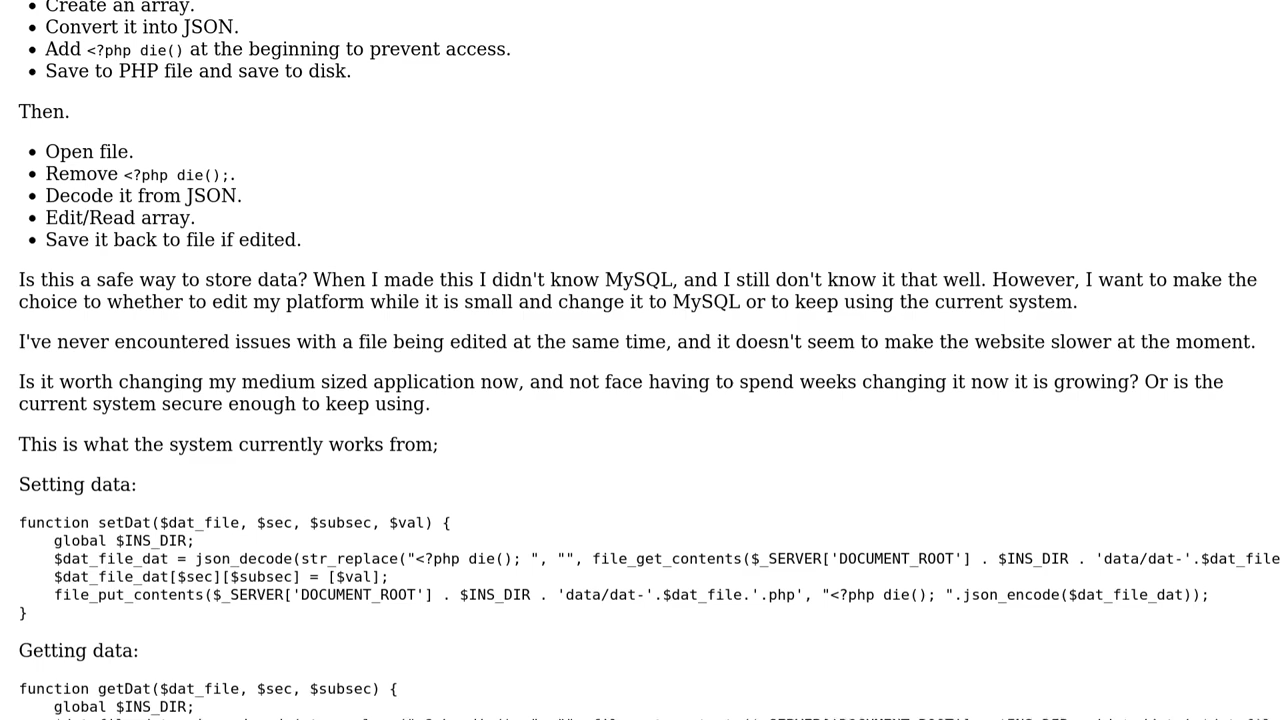 Create an array.
Convert it into JSON.
Add <?php die() at the beginning to prevent access.
Save to PHP file and save to disk.
Then.
Open file.
Remove <?php die();.
Decode it from JSON.
Edit/Read array.
Save it back to file if edited.
Is this a safe way to store data? When I made this I didn't know MySQL, and I still don't know it that well. However, I want to make the
choice to whether to edit my platform while it is small and change it to MySQL or to keep using the current system.
I've never encountered issues with a file being edited at the same time, and it doesn't seem to make the website slower at the moment.
Is it worth changing my medium sized application now, and not face having to spend weeks changing it now it is growing? Or is the
current system secure enough to keep using.
This is what the system currently works from;
Setting data:
function setDat($dat_file, $sec, $subsec, $val) {
    global $INS_DIR;
    $dat_file_dat = json_decode(str_replace("<?php die(); ", "", file_get_contents($_SERVER['DOCUMENT_ROOT'] . $INS_DIR . 'data/dat-'.$dat_file
    $dat_file_dat[$sec][$subsec] = [$val];
    file_put_contents($_SERVER['DOCUMENT_ROOT'] . $INS_DIR . 'data/dat-'.$dat_file.'.php', "<?php die(); ".json_encode($dat_file_dat));
}
Getting data:
function getDat($dat_file, $sec, $subsec) {
    global $INS_DIR;